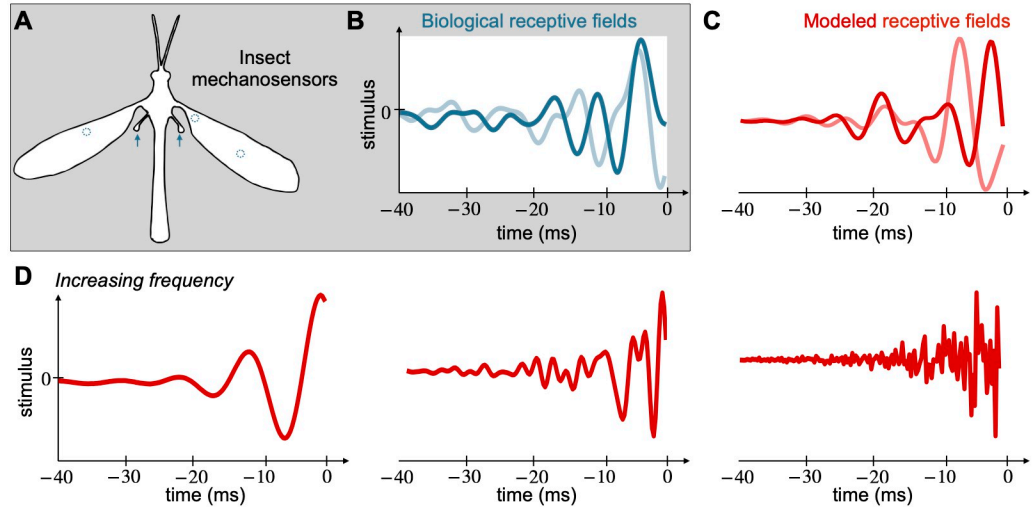 A
Insect
mechanosensors
B
Biological receptive fields
stimulus
0
−40 −30 −20 −10 0
time (ms)
C
Modeled receptive fields
−40 −30 −20 −10 0
time (ms)
D
Increasing frequency
stimulus
0
−40 −30 −20 −10 0
time (ms)
−40 −30 −20 −10 0
time (ms)
−40 −30 −20 −10 0
time (ms)